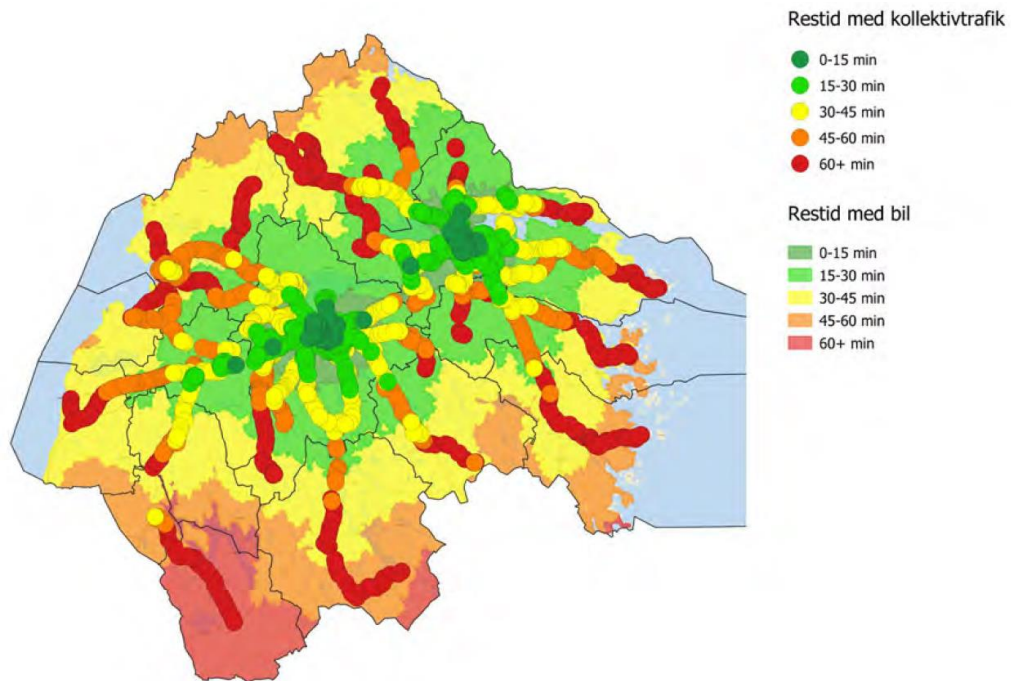 Restid med kollektivtrafik
0-15 min
15-30 min
30-45 min
45-60 min
60+ min
Restid med bil
0-15 min
15-30 min
30-45 min
45-60 min
60+ min